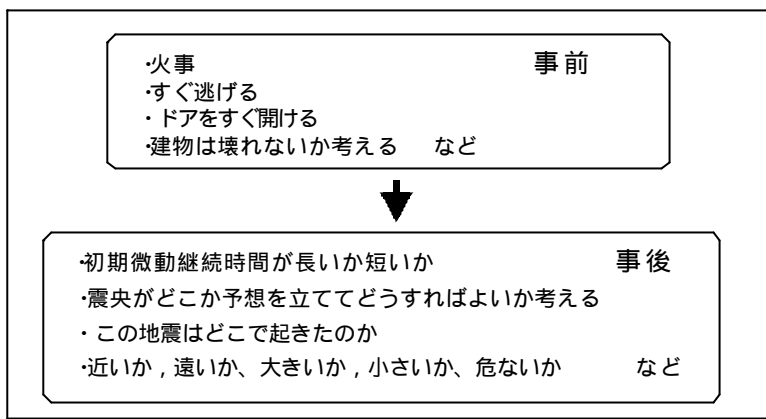 ・火事 事前
・すぐ逃げる
・ドアをすぐ開ける
・建物は壊れないか考える など
・初期微動継続時間が長いか短いか 事後
・震央がどこか予想を立ててどうすればよいか考える
・この地震はどこで起きたのか
・近いか，遠いか、大きいか，小さいか、危ないか など